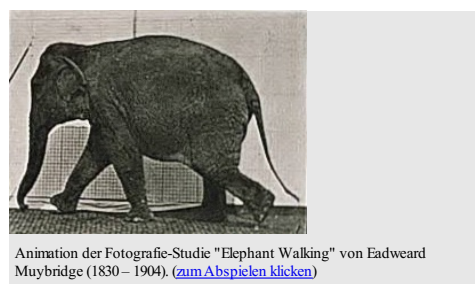 Animation der Fotografie-Studie "Elephant Walking" von Eadweard
Muybridge (1830 – 1904). (zum Abspielen klicken)